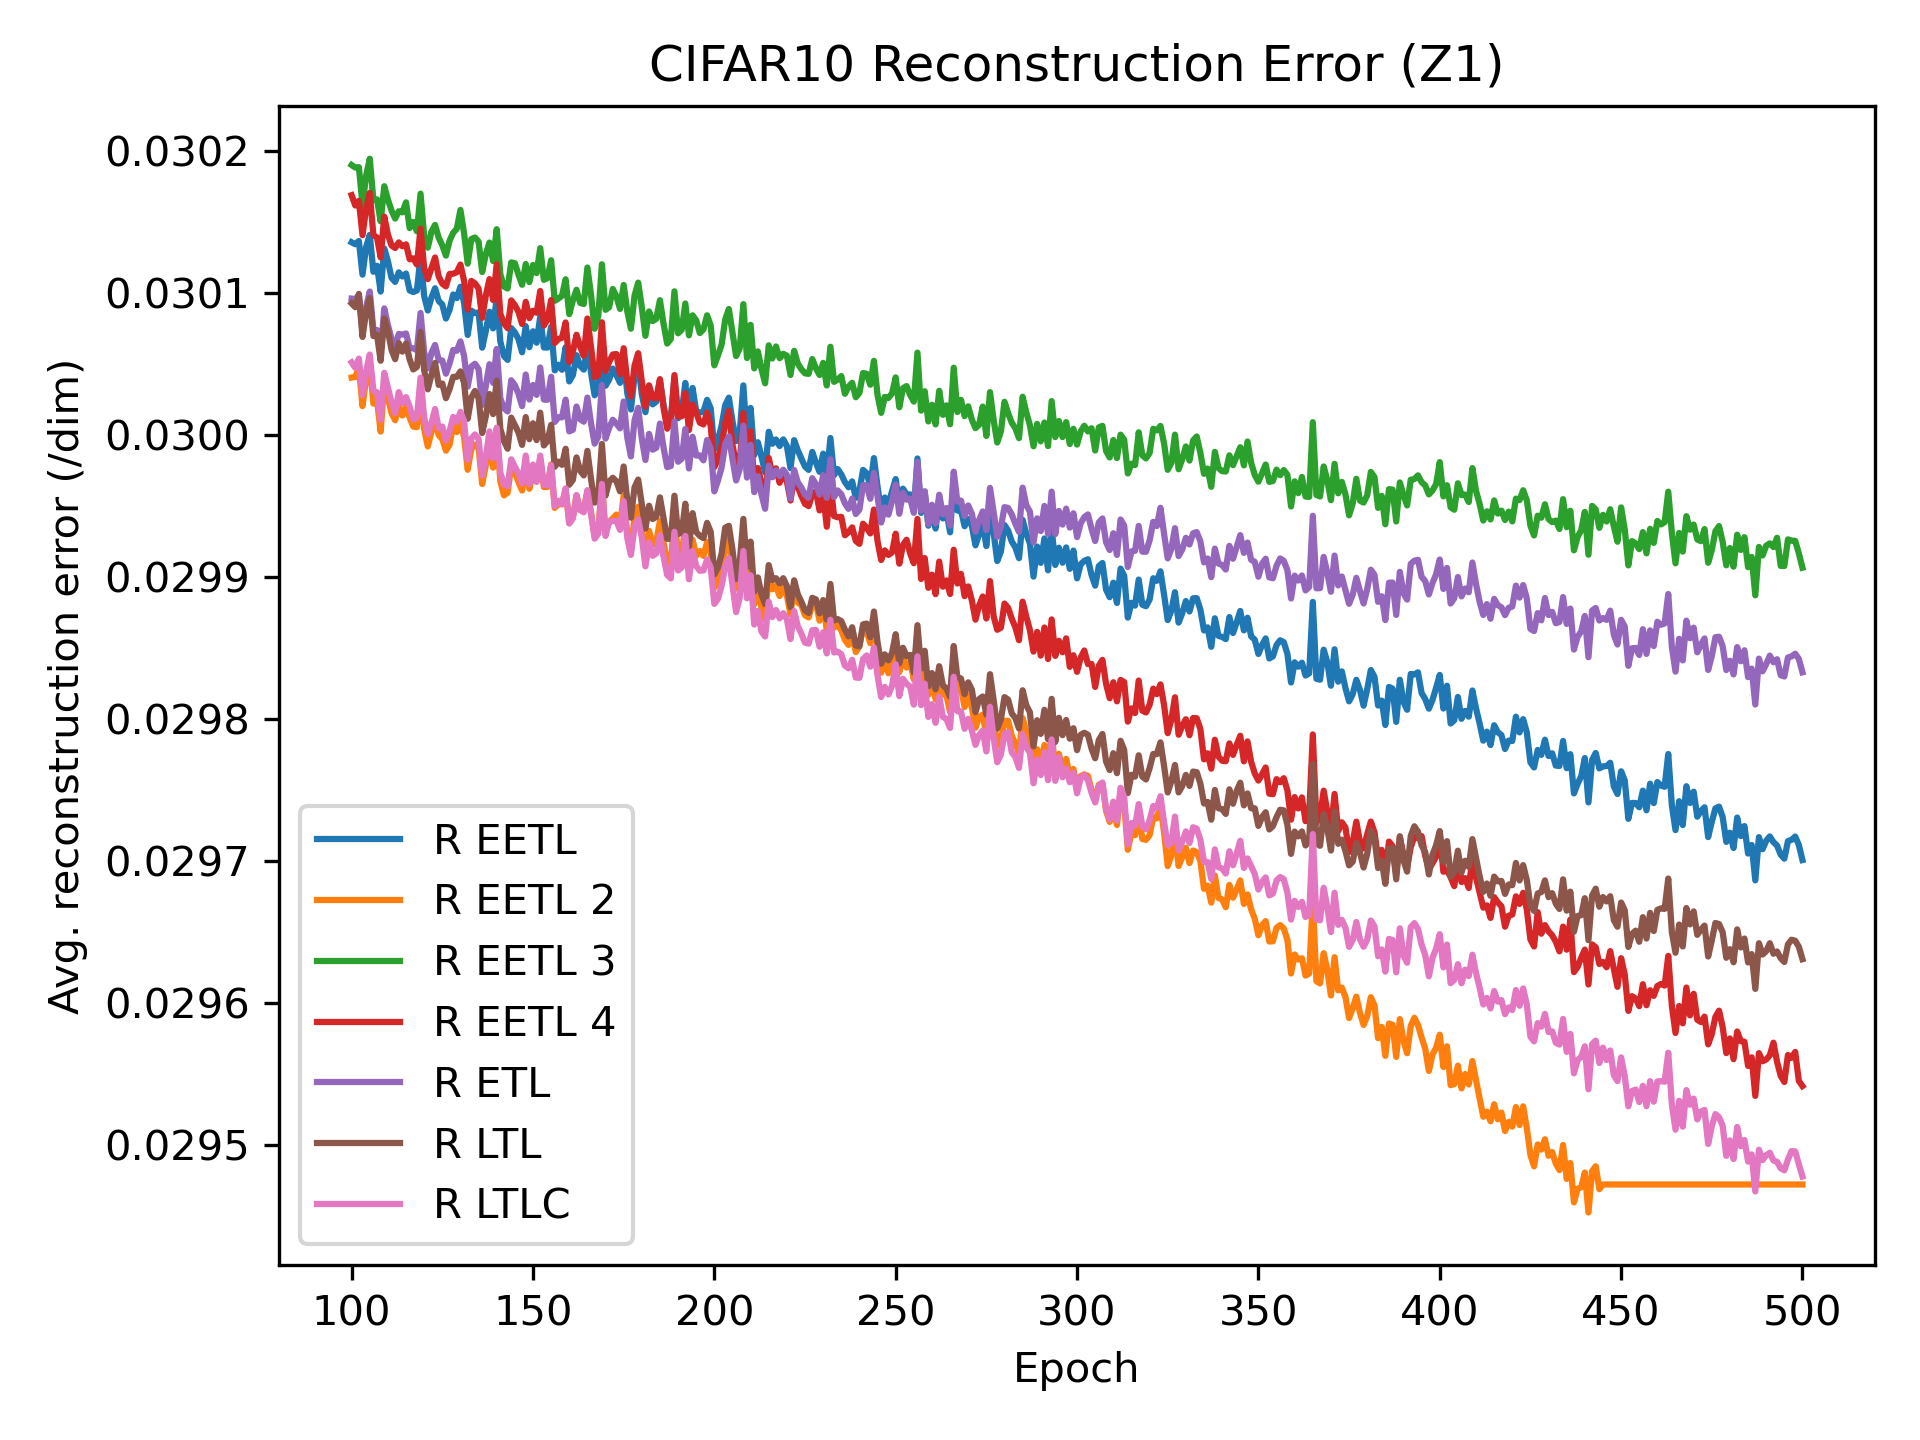 CIFAR10 Reconstruction Error (Z1)
Avg. reconstruction error (/dim)
0.0302
0.0301
0.0300
0.0299
0.0298
0.0297
0.0296
0.0295
R EETL
R EETL 2
R EETL 3
R EETL 4
R ETL
R LTL
R LTLC
100 150 200 250 300 350 400 450 500
Epoch